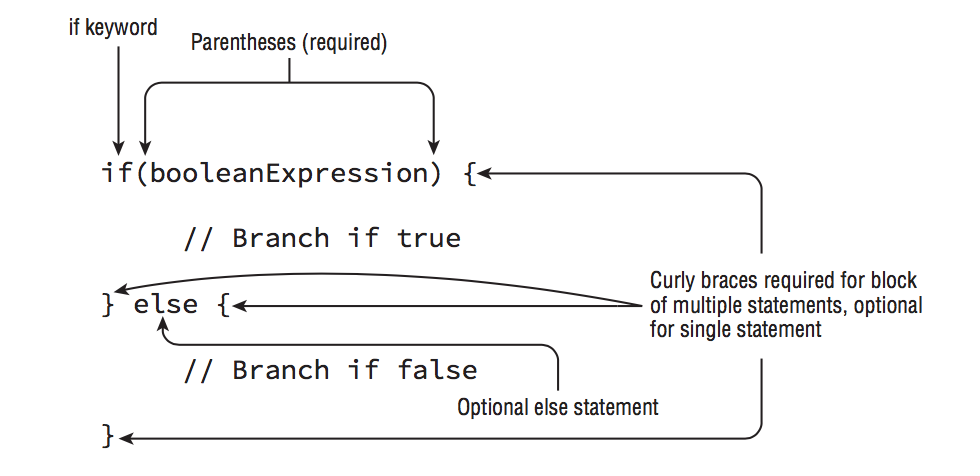 if keyword
Parentheses (required)
if(booleanExpression) {
// Branch if true
} else {
Curly braces required for block
of multiple statements, optional
for single statement
// Branch if false
Optional else statement
}